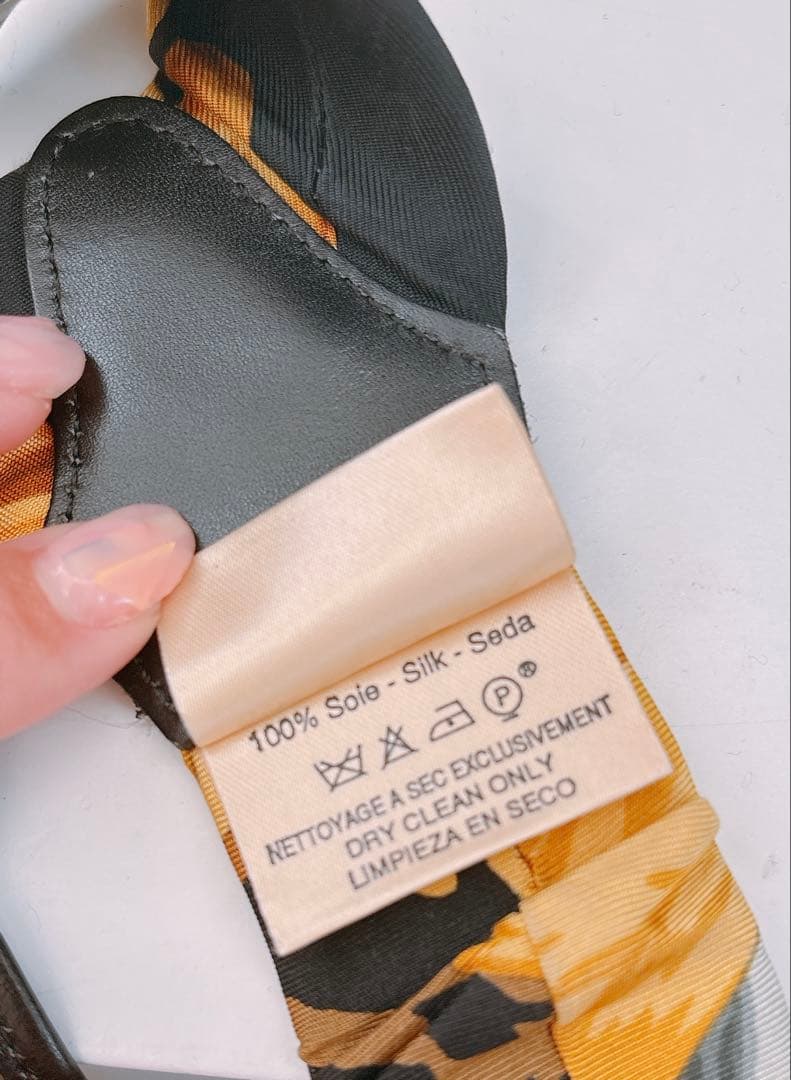 100% Soie - Silk - Seda
P ®
NETTOYAGE A SEC EXCLUSIVEMENT
DRY CLEAN ONLY
LIMPIEZA EN SECO